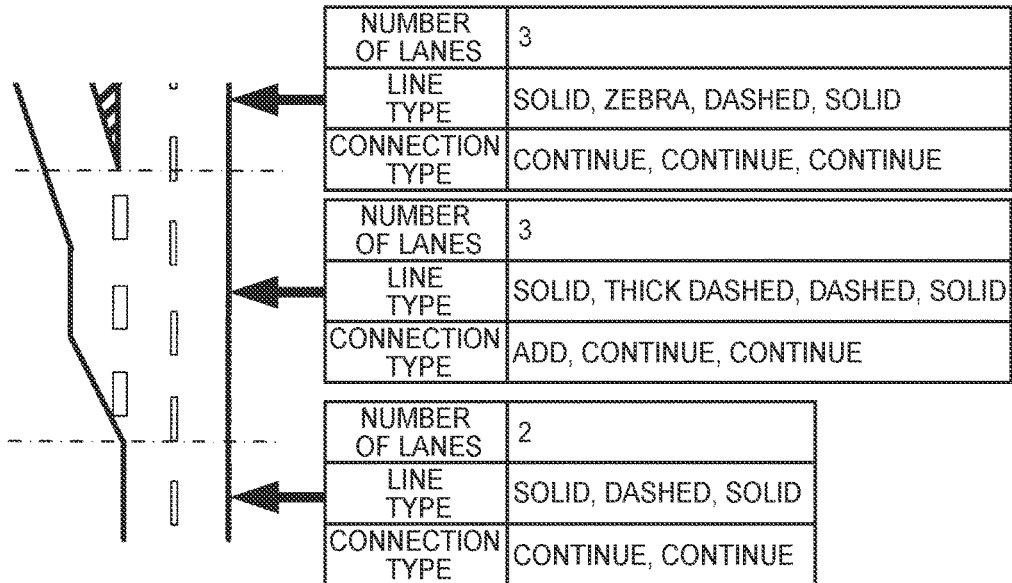 NUMBER
OF LANES
3
LINE
TYPE
SOLID, ZEBRA, DASHED, SOLID
CONNECTION
TYPE
CONTINUE, CONTINUE, CONTINUE
NUMBER
OF LANES
3
LINE
TYPE
SOLID, THICK DASHED, DASHED, SOLID
CONNECTION
TYPE
ADD, CONTINUE, CONTINUE
NUMBER
OF LANES
2
LINE
TYPE
SOLID, DASHED, SOLID
CONNECTION
TYPE
CONTINUE, CONTINUE